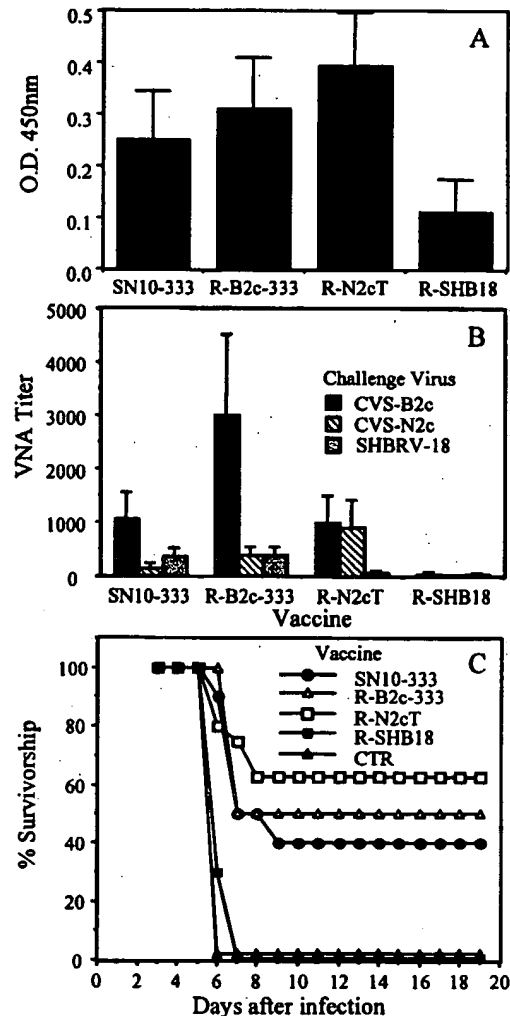 A
O.D. 450nm
0.5
0.4
0.3
0.2
0.1
0.0
SN10-333 R-B2c-333 R-N2cT R-SHB18
B
VNA Titer
5000
4000
3000
2000
1000
0
Challenge Virus
CVS-B2c
CVS-N2c
SHBRV-18
SN10-333 R-B2c-333 R-N2cT R-SHB18
Vaccine
C
% Survivorship
100
80
60
40
20
0
Vaccine
SN10-333
R-B2c-333
R-N2cT
R-SHB18
CTR
0 2 4 6 8 10 12 14 16 18 20
Days after infection